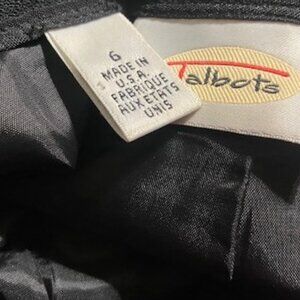 6
MADE IN
U.S.A.
FABRIQUE
AUX ETATS
UNIS
Talbots